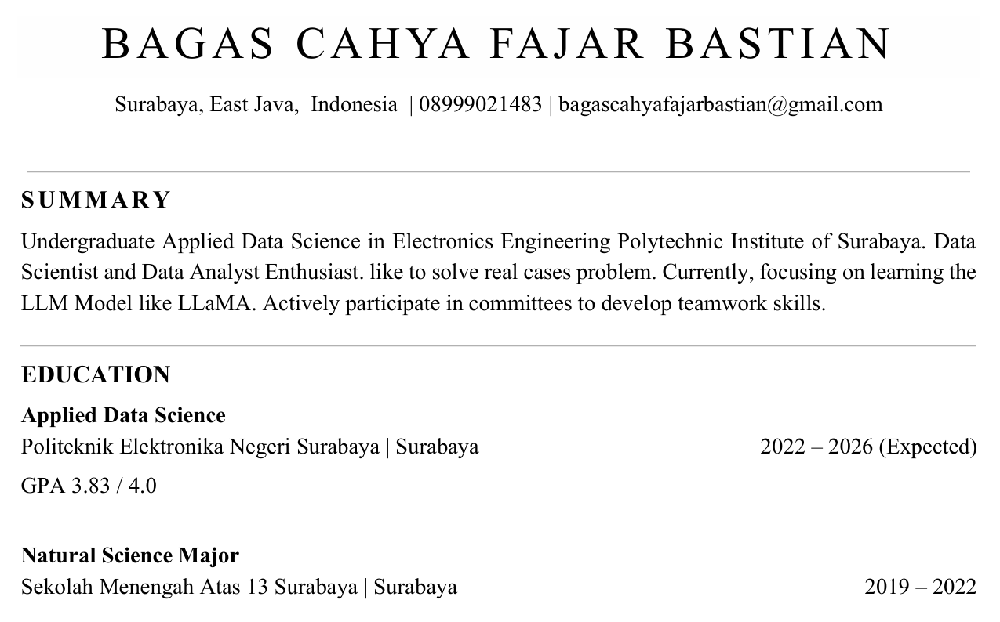 BAGAS CAHYA FAJAR BASTIAN
Surabaya, East Java, Indonesia | 08999021483 | bagascahyafajarbastian@gmail.com
SUMMARY
Undergraduate Applied Data Science in Electronics Engineering Polytechnic Institute of Surabaya. Data
Scientist and Data Analyst Enthusiast. like to solve real cases problem. Currently, focusing on learning the
LLM Model like LLaMA. Actively participate in committees to develop teamwork skills.
EDUCATION
Applied Data Science
Politeknik Elektronika Negeri Surabaya | Surabaya 2022 – 2026 (Expected)
GPA 3.83 / 4.0
Natural Science Major
Sekolah Menengah Atas 13 Surabaya | Surabaya 2019 – 2022